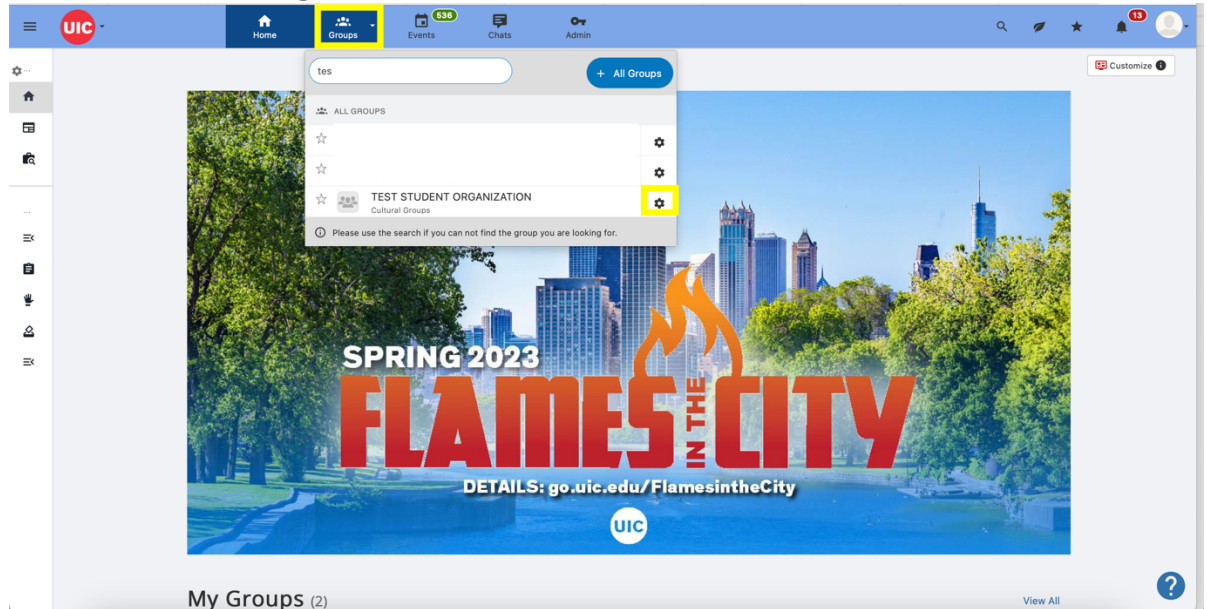 UIC
Home
Groups
536
Events
Chats
Admin
13
Customize
tes
+ All Groups
ALL GROUPS
TEST STUDENT ORGANIZATION
Cultural Groups
Please use the search if you can not find the group you are looking for.
SPRING 2023
FLAMES IN THE CITY
DETAILS: go.uic.edu/FlamesintheCity
UIC
My Groups (2)
View All
?